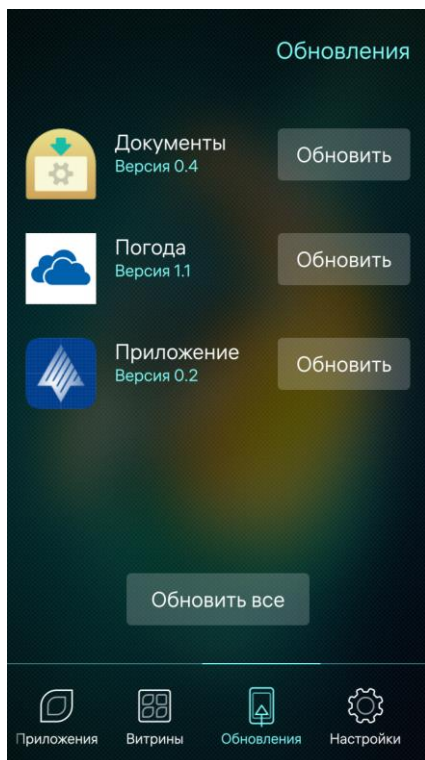 Обновления
Документы
Версия 0.4
Обновить
Погода
Версия 1.1
Обновить
Приложение
Версия 0.2
Обновить
Обновить все
Приложения
Витрины
Обновления
Настройки